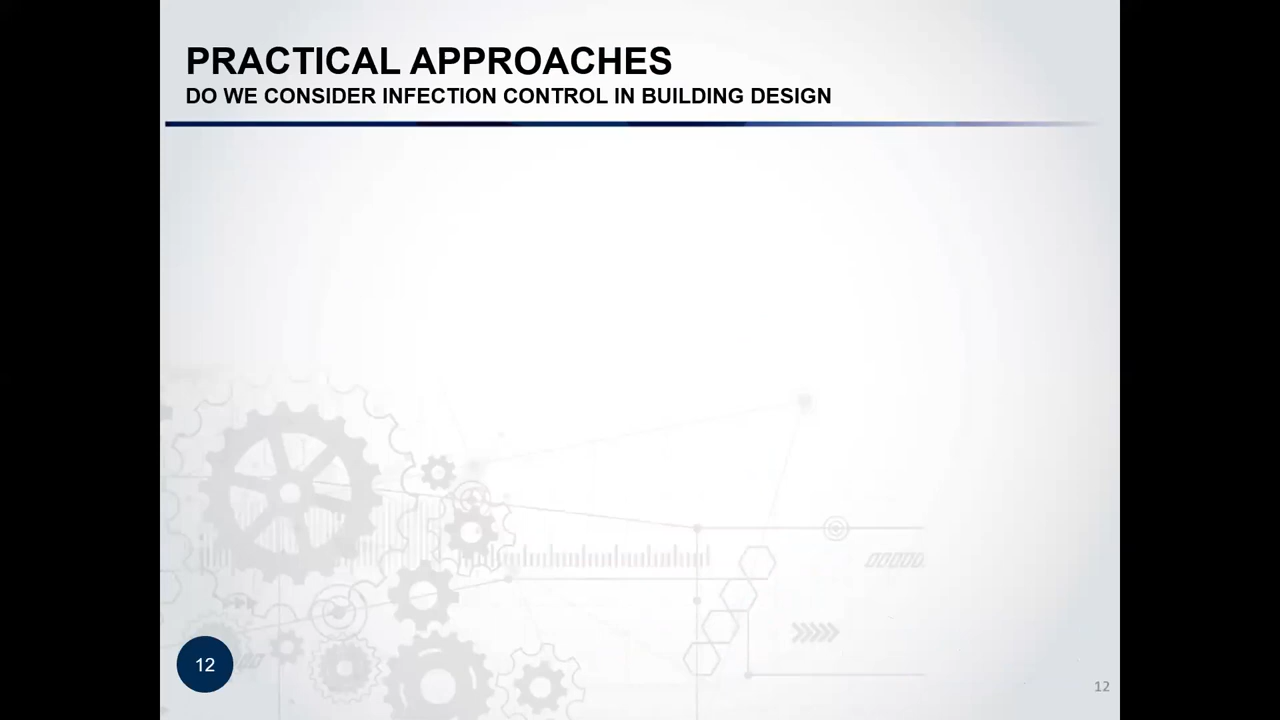 PRACTICAL APPROACHES
DO WE CONSIDER INFECTION CONTROL IN BUILDING DESIGN
12
12